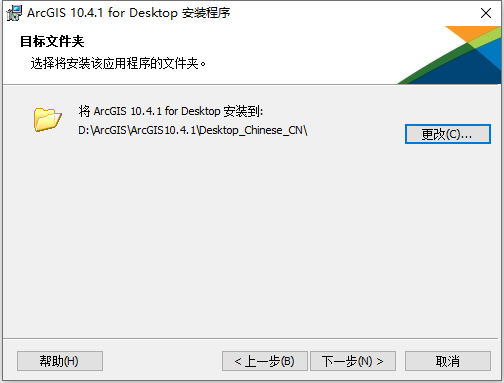 ArcGIS 10.4.1 for Desktop 安装程序
目标文件夹
选择将安装该应用程序的文件夹。
将 ArcGIS 10.4.1 for Desktop 安装到:
D:\ArcGIS\ArcGIS10.4.1\Desktop_Chinese_CN\
更改(C)...
帮助(H)
< 上一步(B)
下一步(N) >
取消